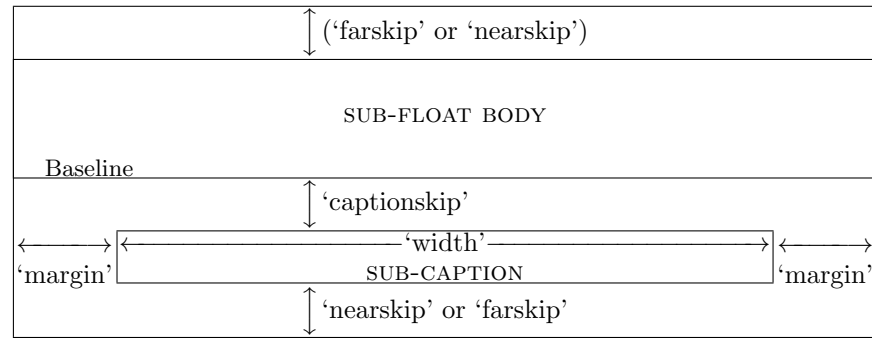 (‘farskip’ or ‘nearskip’)
SUB-FLOAT BODY
Baseline
‘captionskip’
‘width’
‘margin’ SUB-CAPTION ‘margin’
‘nearskip’ or ‘farskip’